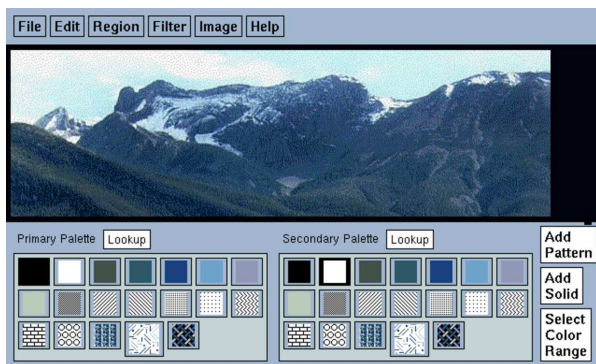 File Edit Region Filter Image Help
Primary Palette Lookup
Secondary Palette Lookup
Add
Pattern
Add
Solid
Select
Color
Range